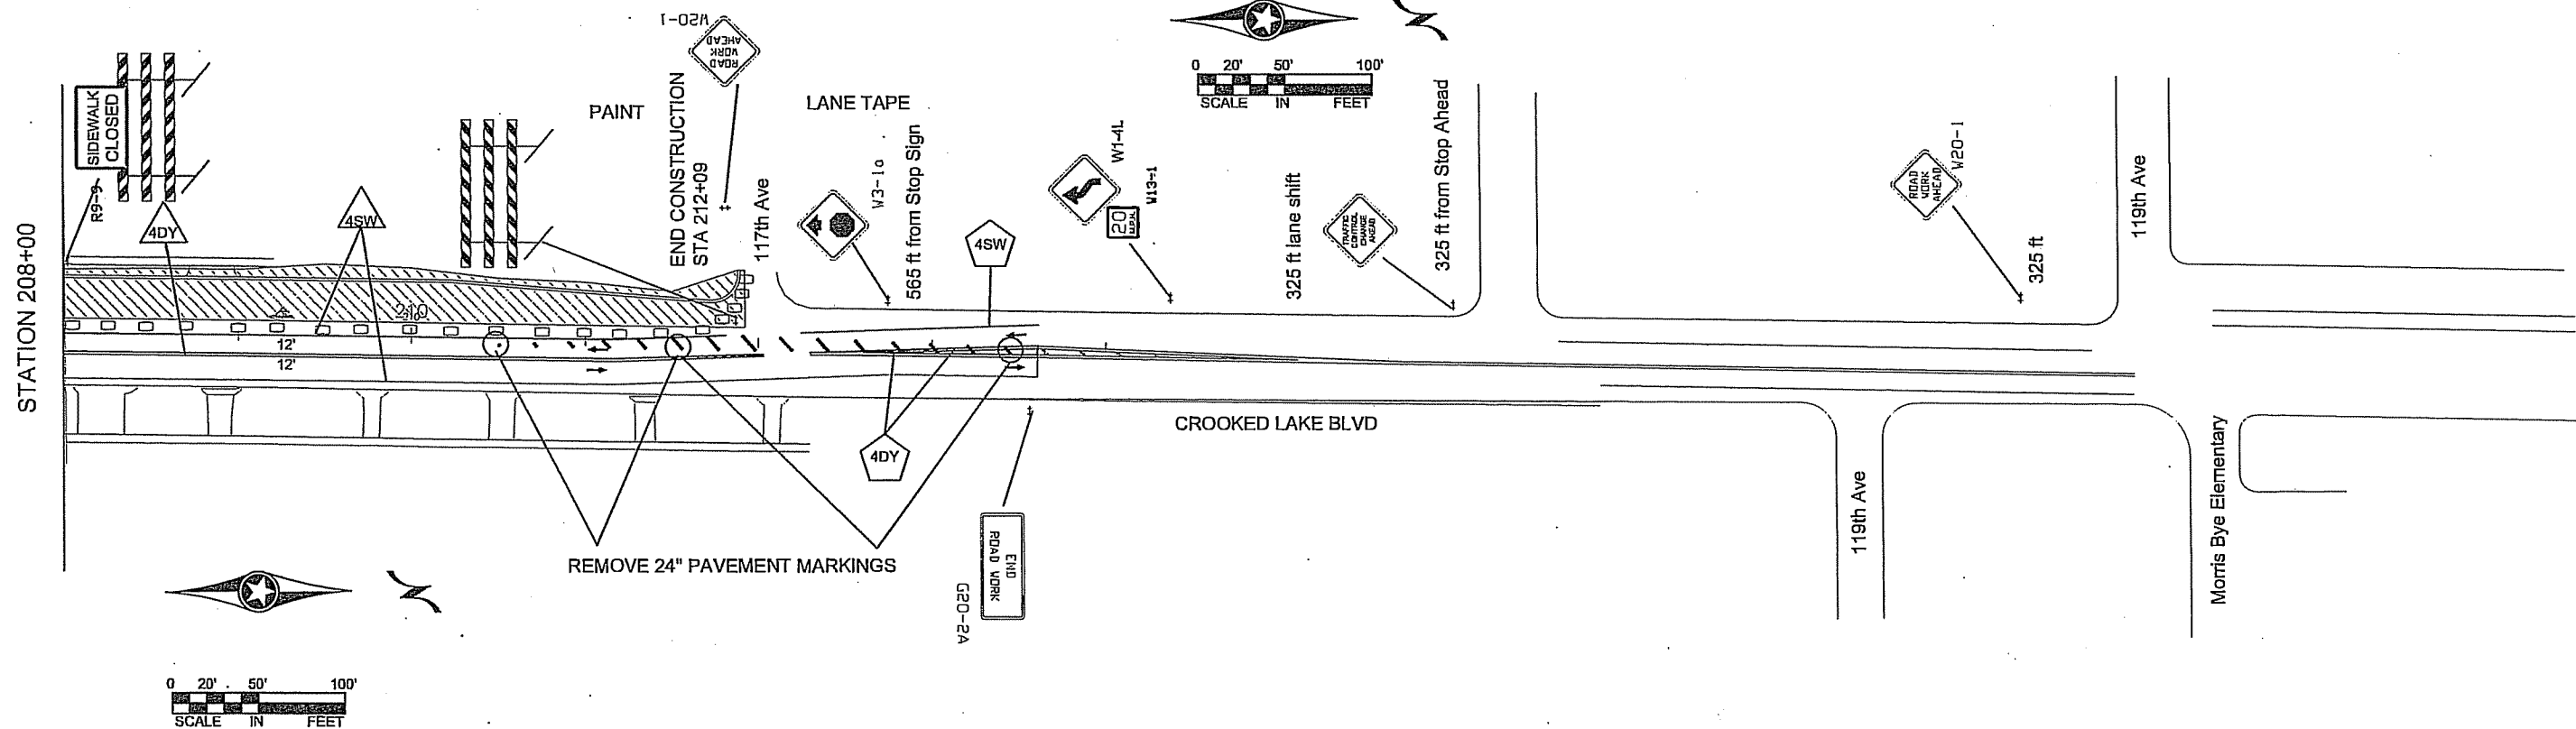 STATION 208+00
SIDEWALK
CLOSED
R9-9
4DY
4SW
PAINT
W20-1
ROAD
WORK
AHEAD
END CONSTRUCTION
STA 212+09
117th Ave
LANE TAPE
W3-1a
565 ft from Stop Sign
4SW
W1-4L
20
M.P.H.
W13-1
0 20' 50' 100'
SCALE IN FEET
325 ft lane shift
TRAFFIC
CONTROL
CHANGE
AHEAD
325 ft from Stop Ahead
ROAD
WORK
AHEAD
W20-1
325 ft
119th Ave
210
12'
12'
4DY
CROOKED LAKE BLVD
REMOVE 24" PAVEMENT MARKINGS
END
ROAD WORK
G20-2A
119th Ave
Morris Bye Elementary
0 20' 50' 100'
SCALE IN FEET